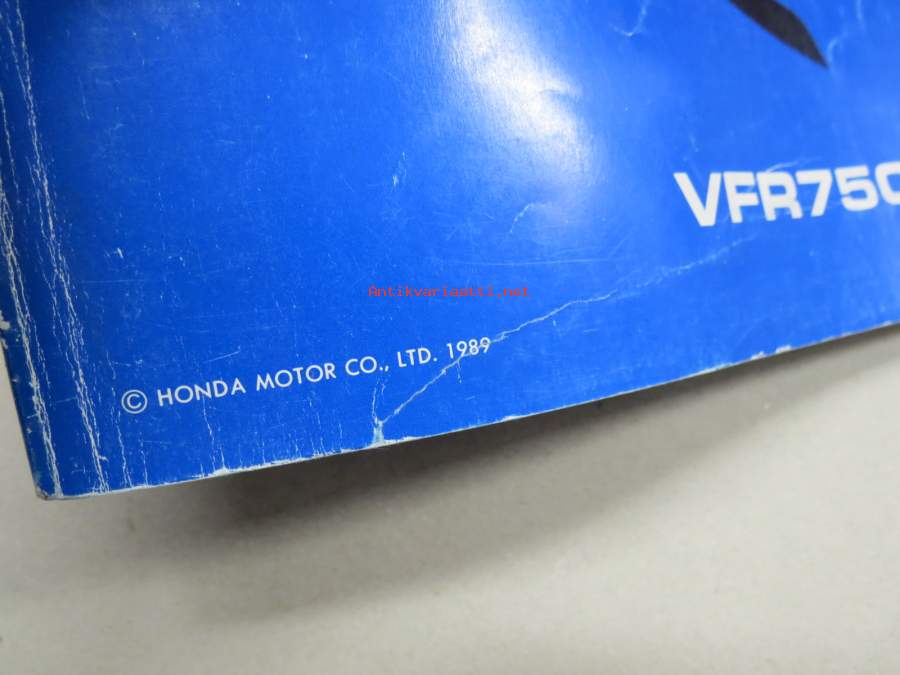 VFR750
Antikvariaatti.net
© HONDA MOTOR CO., LTD. 1989